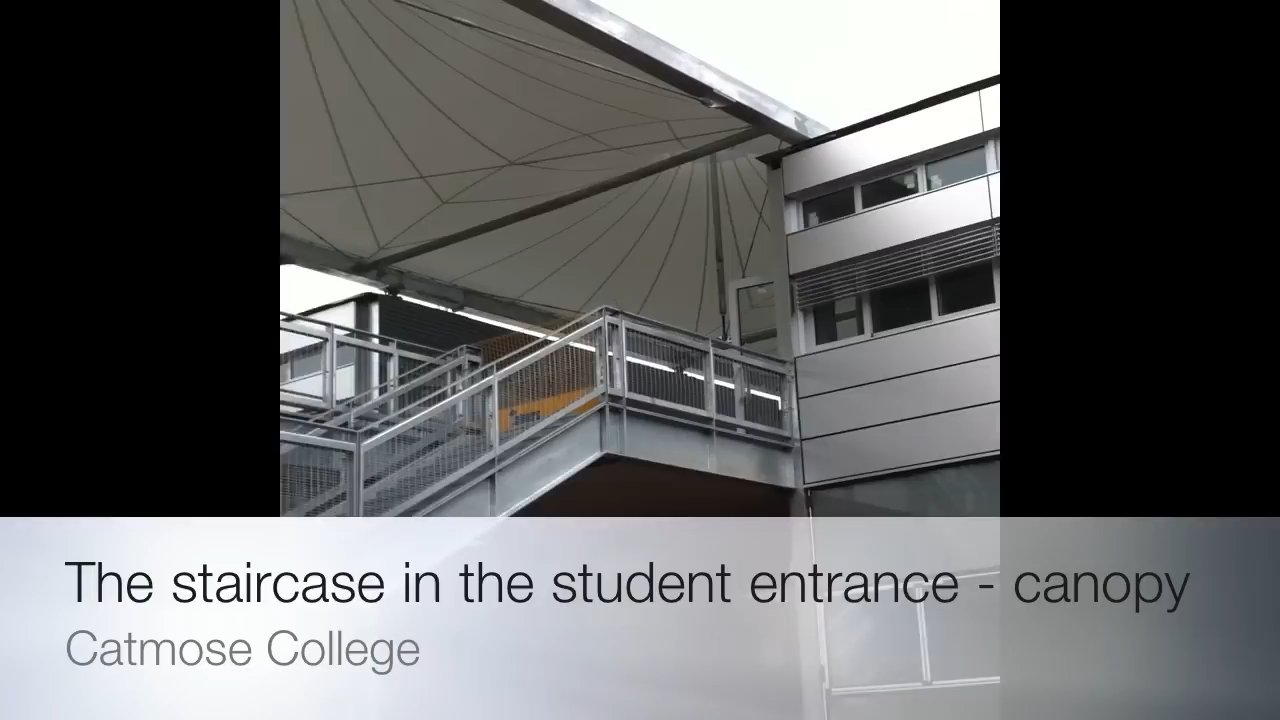 The staircase in the student entrance - canopy
Catmose College